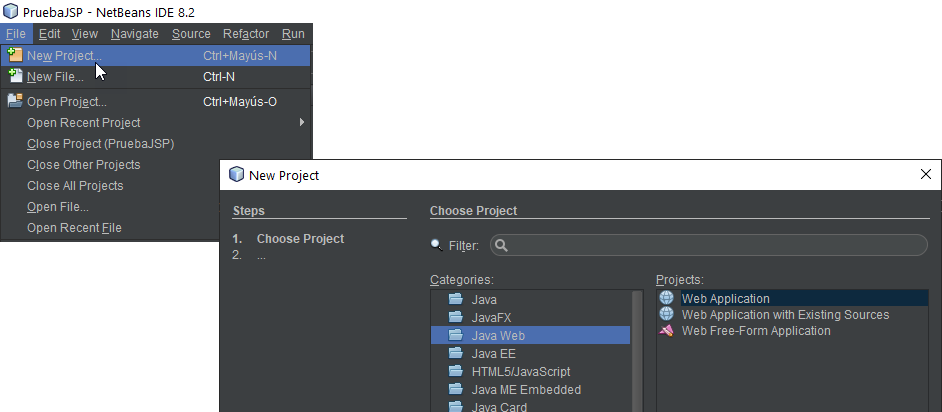 PruebaJSP - NetBeans IDE 8.2
File Edit View Navigate Source Refactor Run
New Project... Ctrl+Mayús-N
New File... Ctrl-N
Open Project... Ctrl+Mayús-O
Open Recent Project
Close Project (PruebaJSP)
Close Other Projects
Close All Projects
Open File...
Open Recent File
New Project
Steps
1. Choose Project
2. ...
Choose Project
Filter:
Categories:
Java
JavaFX
Java Web
Java EE
HTML5/JavaScript
Java ME Embedded
Java Card
Projects:
Web Application
Web Application with Existing Sources
Web Free-Form Application